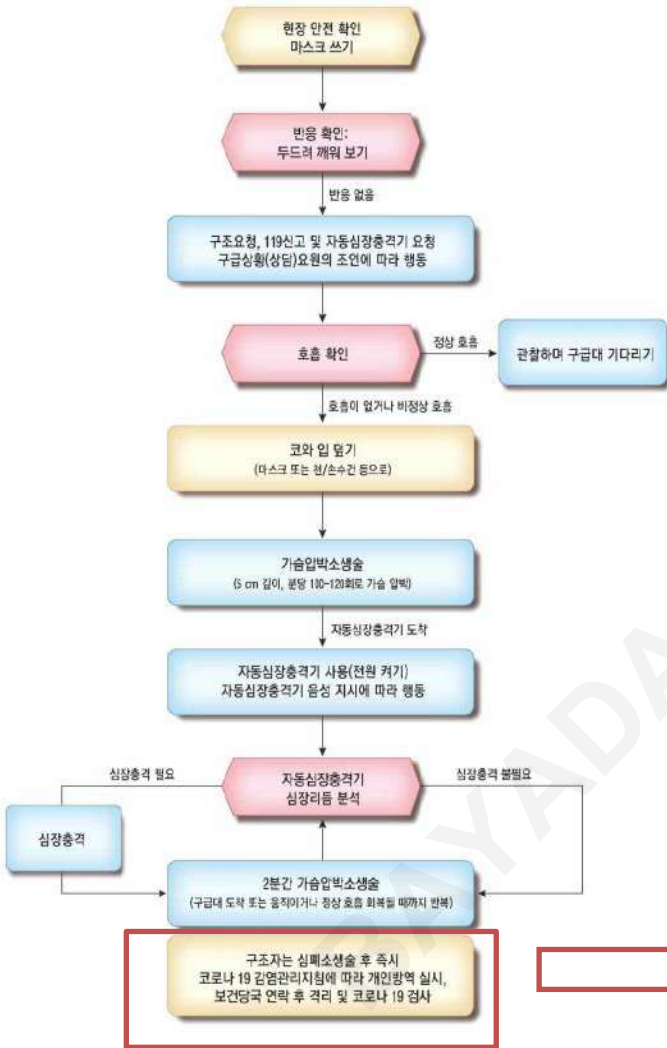 현장 안전 확인
마스크 쓰기
반응 확인:
두드려 깨워 보기
반응 없음
구조요청, 119신고 및 자동심장충격기 요청
구급상황(상담)요원의 조언에 따라 행동
호흡 확인
정상 호흡
관찰하며 구급대 기다리기
호흡이 없거나 비정상 호흡
코와 입 덮기
(마스크 또는 천/손수건 등으로)
가슴압박소생술
(5 cm 깊이, 분당 100-120회로 가슴 압박)
자동심장충격기 도착
자동심장충격기 사용(전원 켜기)
자동심장충격기 음성 지시에 따라 행동
심장충격 필요
자동심장충격기
심장리듬 분석
심장충격 불필요
심장충격
2분간 가슴압박소생술
(구급대 도착 또는 움직이거나 정상 호흡 회복될 때까지 반복)
구조자는 심폐소생술 후 즉시
코로나 19 감염관리지침에 따라 개인방역 실시,
보건당국 연락 후 격리 및 코로나 19 검사
BAYADA